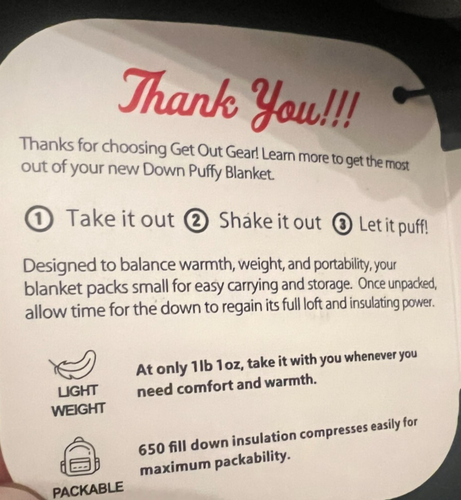 Thank You!!!
Thanks for choosing Get Out Gear! Learn more to get the most
out of your new Down Puffy Blanket.
① Take it out ② Shake it out ③ Let it puff!
Designed to balance warmth, weight, and portability, your
blanket packs small for easy carrying and storage. Once unpacked,
allow time for the down to regain its full loft and insulating power.
LIGHT
WEIGHT
At only 1lb 1oz, take it with you whenever you
need comfort and warmth.
PACKABLE
650 fill down insulation compresses easily for
maximum packability.